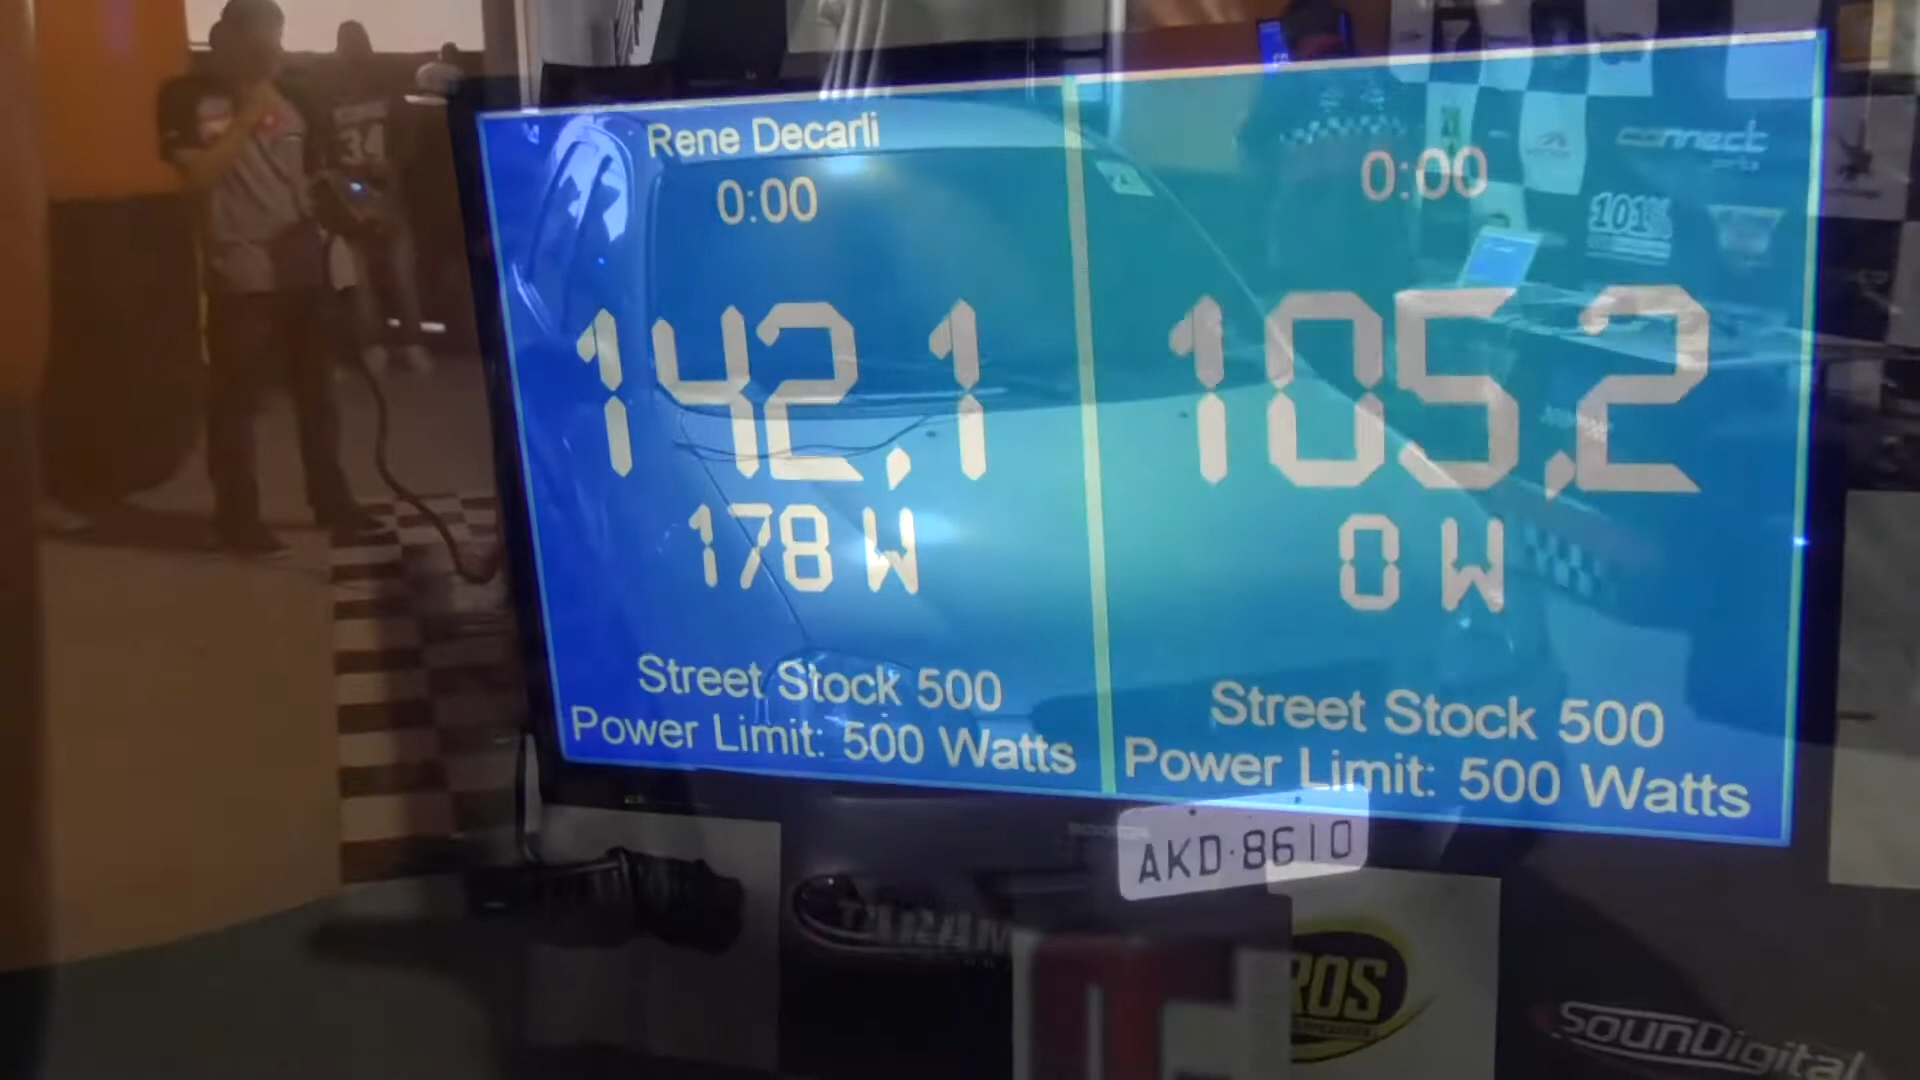 Rene Decarli
0:00
142,1
178 W
Street Stock 500
Power Limit: 500 Watts
0:00
105,2
0 W
Street Stock 500
Power Limit: 500 Watts
34
connect
101%
AKD·8610
ROS
SounDigital